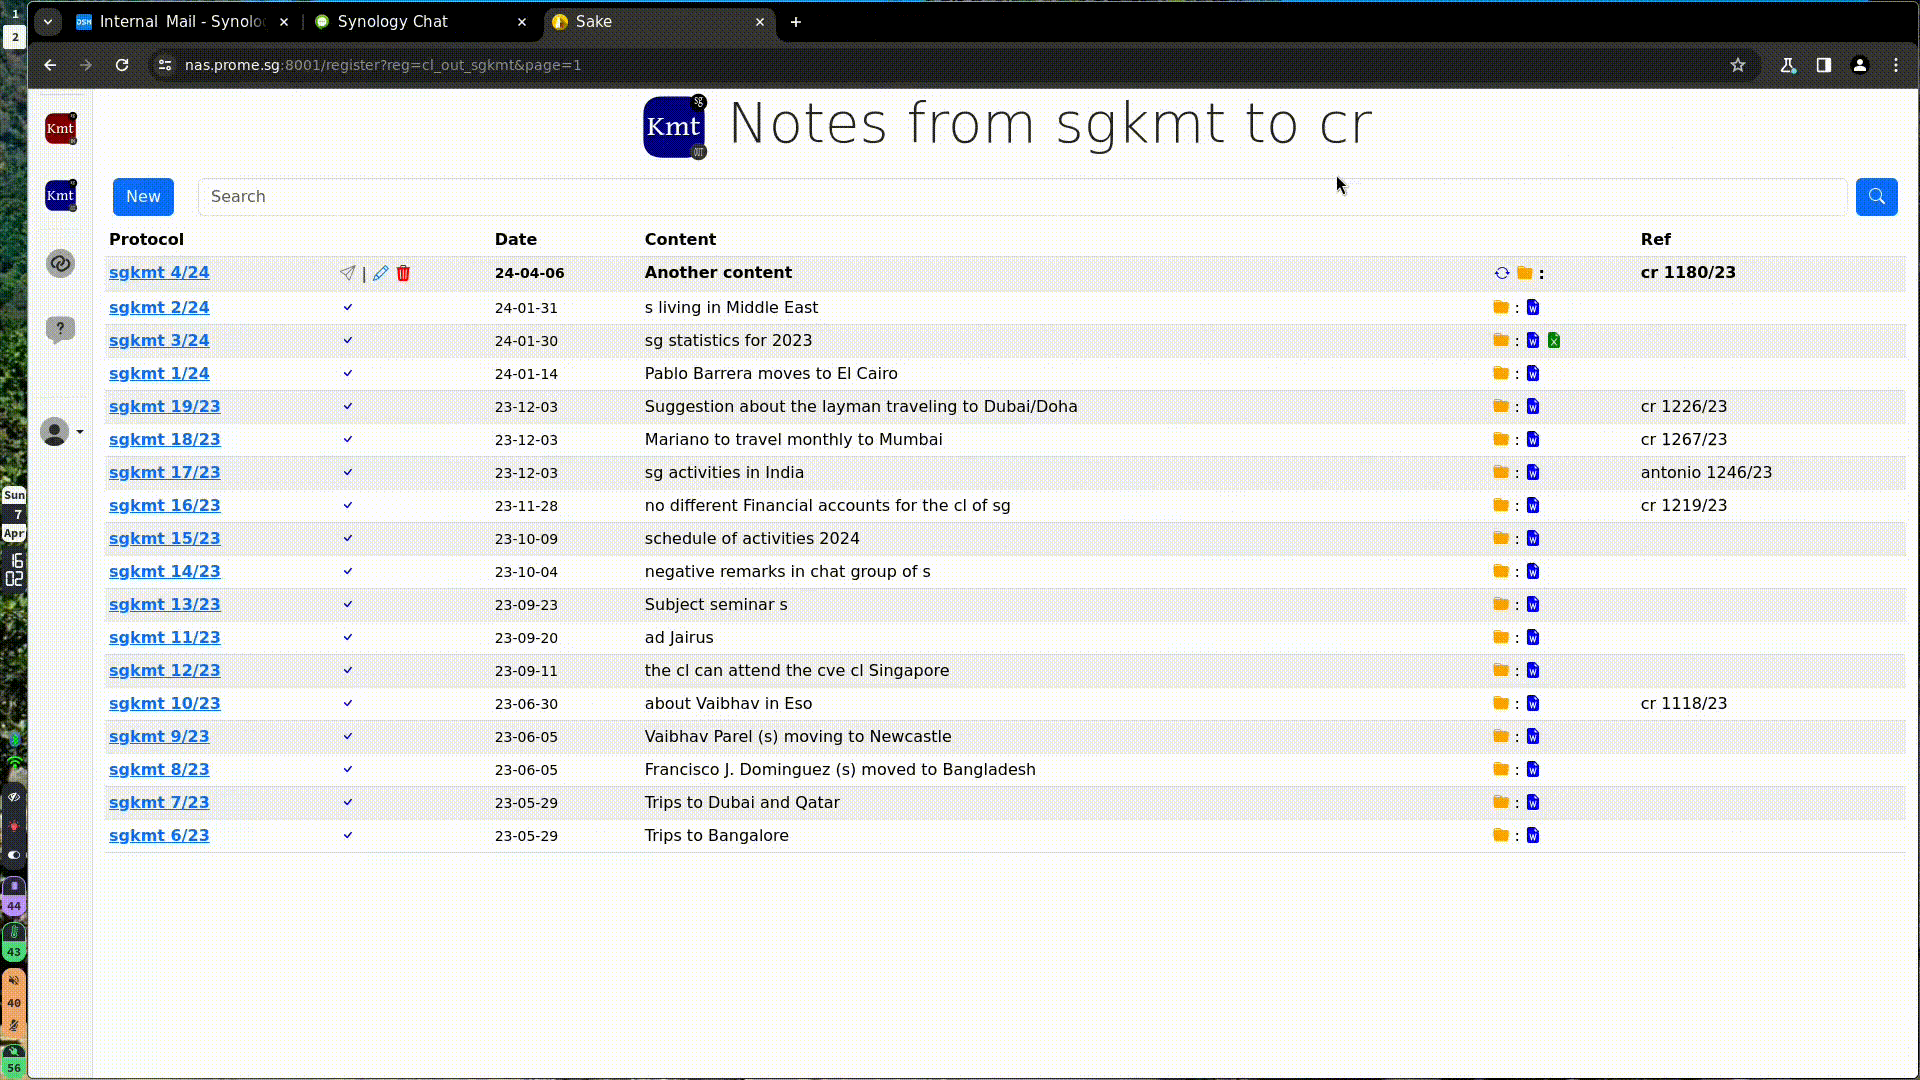 1
2
Internal Mail - Synolo
Synology Chat
Sake
nas.prome.sg:8001/register?reg=cl_out_sgkmt&page=1
Kmt
Kmt
Kmt sg OUT
Notes from sgkmt to cr
New
Search
Protocol Date Content Ref
sgkmt 4/24 | 24-04-06 Another content : cr 1180/23
sgkmt 2/24 24-01-31 s living in Middle East : W
sgkmt 3/24 24-01-30 sg statistics for 2023 : W X
sgkmt 1/24 24-01-14 Pablo Barrera moves to El Cairo : W
sgkmt 19/23 23-12-03 Suggestion about the layman traveling to Dubai/Doha : W cr 1226/23
sgkmt 18/23 23-12-03 Mariano to travel monthly to Mumbai : W cr 1267/23
sgkmt 17/23 23-12-03 sg activities in India : W antonio 1246/23
sgkmt 16/23 23-11-28 no different Financial accounts for the cl of sg : W cr 1219/23
sgkmt 15/23 23-10-09 schedule of activities 2024 : W
sgkmt 14/23 23-10-04 negative remarks in chat group of s : W
sgkmt 13/23 23-09-23 Subject seminar s : W
sgkmt 11/23 23-09-20 ad Jairus : W
sgkmt 12/23 23-09-11 the cl can attend the cve cl Singapore : W
sgkmt 10/23 23-06-30 about Vaibhav in Eso : W cr 1118/23
sgkmt 9/23 23-06-05 Vaibhav Parel (s) moving to Newcastle : W
sgkmt 8/23 23-06-05 Francisco J. Dominguez (s) moved to Bangladesh : W
sgkmt 7/23 23-05-29 Trips to Dubai and Qatar : W
sgkmt 6/23 23-05-29 Trips to Bangalore : W
Sun
7
Apr
16
02
44
43
40
56